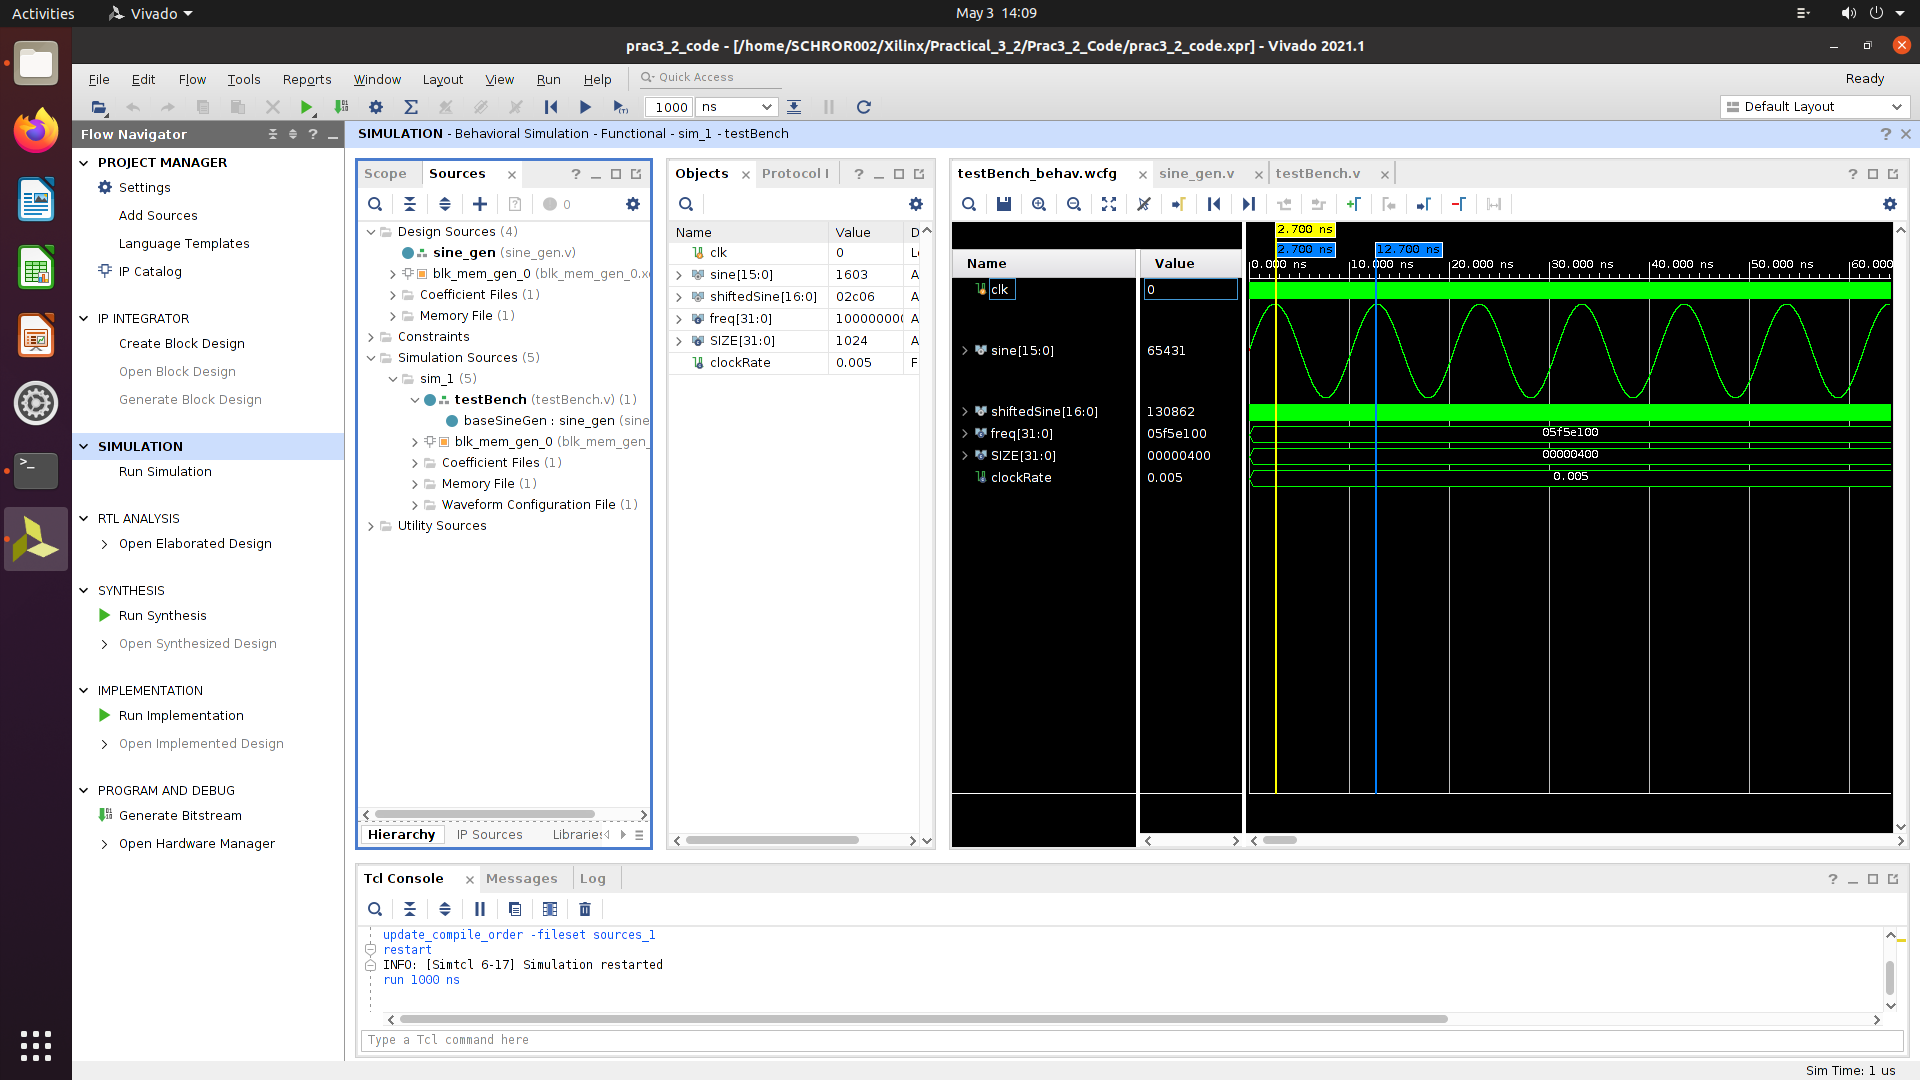 Activities
Vivado
May 3 14:09
prac3_2_code - [/home/SCHROR002/Xilinx/Practical_3_2/Prac3_2_Code/prac3_2_code.xpr] - Vivado 2021.1
File Edit Flow Tools Reports Window Layout View Run Help
Quick Access
Ready
1000 ns
Default Layout
Flow Navigator
PROJECT MANAGER
Settings
Add Sources
Language Templates
IP Catalog
IP INTEGRATOR
Create Block Design
Open Block Design
Generate Block Design
SIMULATION
Run Simulation
RTL ANALYSIS
Open Elaborated Design
SYNTHESIS
Run Synthesis
Open Synthesized Design
IMPLEMENTATION
Run Implementation
Open Implemented Design
PROGRAM AND DEBUG
Generate Bitstream
Open Hardware Manager
SIMULATION - Behavioral Simulation - Functional - sim_1 - testBench
Scope Sources
0
Design Sources (4)
sine_gen (sine_gen.v)
blk_mem_gen_0 (blk_mem_gen_0.xc
Coefficient Files (1)
Memory File (1)
Constraints
Simulation Sources (5)
sim_1 (5)
testBench (testBench.v) (1)
baseSineGen : sine_gen (sine
blk_mem_gen_0 (blk_mem_gen_
Coefficient Files (1)
Memory File (1)
Waveform Configuration File (1)
Utility Sources
Hierarchy IP Sources Libraries
Objects Protocol I
Name Value D
clk 0 L
sine[15:0] 1603 A
shiftedSine[16:0] 02c06 A
freq[31:0] 100000000 A
SIZE[31:0] 1024 A
clockRate 0.005 F
testBench_behav.wcfg sine_gen.v testBench.v
2.700 ns
2.700 ns 12.700 ns
Name Value
0.000 ns 10.000 ns 20.000 ns 30.000 ns 40.000 ns 50.000 ns 60.000
clk 0
sine[15:0] 65431
shiftedSine[16:0] 130862
freq[31:0] 05f5e100 05f5e100
SIZE[31:0] 00000400 00000400
clockRate 0.005 0.005
Tcl Console Messages Log
update_compile_order -fileset sources_1
restart
INFO: [Simtcl 6-17] Simulation restarted
run 1000 ns
Type a Tcl command here
Sim Time: 1 us